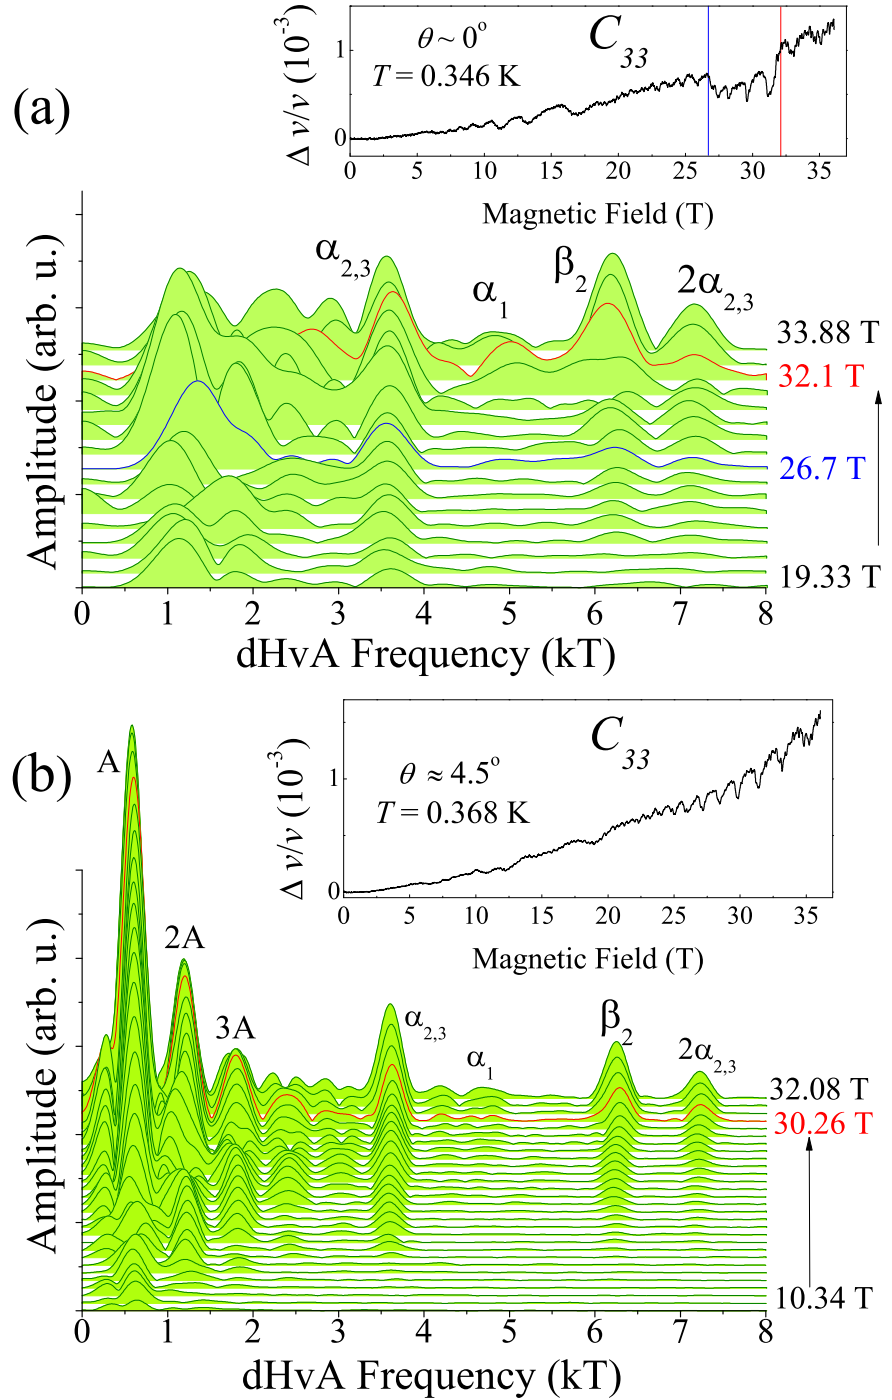 (a)
Δ v/v (10⁻³)
1
0
θ ~ 0°
T = 0.346 K
C₃₃
0 5 10 15 20 25 30 35
Magnetic Field (T)
Amplitude (arb. u.)
α₂,₃
α₁
β₂
2α₂,₃
33.88 T
32.1 T
26.7 T
19.33 T
0 1 2 3 4 5 6 7 8
dHvA Frequency (kT)
(b)
Δ v/v (10⁻³)
1
0
θ ≈ 4.5°
T = 0.368 K
C₃₃
0 5 10 15 20 25 30 35
Magnetic Field (T)
Amplitude (arb. u.)
A
2A
3A
α₂,₃
α₁
β₂
2α₂,₃
32.08 T
30.26 T
10.34 T
0 1 2 3 4 5 6 7 8
dHvA Frequency (kT)